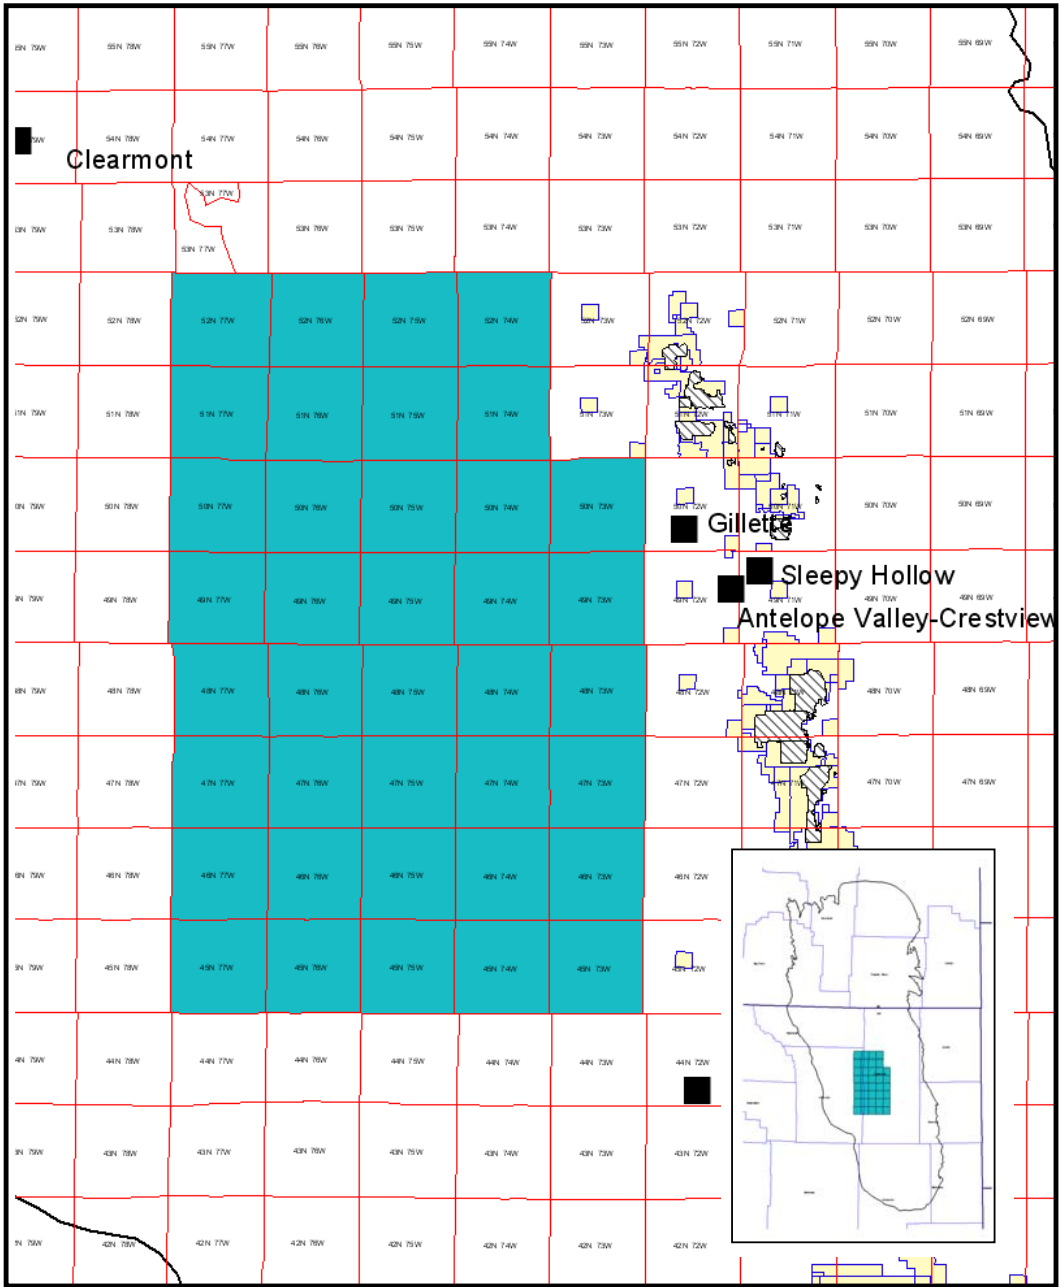 55N 78W
55N 77W
55N 76W
55N 75W
55N 74W
55N 73W
55N 72W
55N 71W
55N 70W
55N 69W
54N 78W
54N 77W
54N 76W
54N 75W
54N 74W
54N 73W
54N 72W
54N 71W
54N 70W
54N 69W
Clearmont
53N 77W
53N 78W
53N 76W
53N 75W
53N 74W
53N 73W
53N 72W
53N 71W
53N 70W
53N 69W
53N 77W
52N 78W
52N 77W
52N 76W
52N 75W
52N 74W
52N 71W
52N 70W
52N 69W
51N 78W
51N 77W
51N 76W
51N 75W
51N 74W
51N 73W
51N 70W
51N 69W
50N 78W
50N 77W
50N 76W
50N 75W
50N 74W
50N 73W
50N 70W
50N 69W
Gillette
Sleepy Hollow
49N 78W
49N 77W
49N 76W
49N 75W
49N 74W
49N 73W
49N 72W
49N 70W
49N 69W
Antelope Valley-Crestview
48N 78W
48N 77W
48N 76W
48N 75W
48N 74W
48N 73W
48N 72W
48N 70W
48N 69W
47N 78W
47N 77W
47N 76W
47N 75W
47N 74W
47N 73W
47N 72W
47N 70W
47N 69W
46N 78W
46N 77W
46N 76W
46N 75W
46N 74W
46N 73W
46N 72W
45N 78W
45N 77W
45N 76W
45N 75W
45N 74W
45N 73W
45N 72W
44N 78W
44N 77W
44N 76W
44N 75W
44N 74W
44N 73W
44N 72W
43N 78W
43N 77W
43N 76W
43N 75W
43N 74W
43N 73W
43N 72W
42N 78W
42N 77W
42N 76W
42N 75W
42N 74W
42N 73W
42N 72W